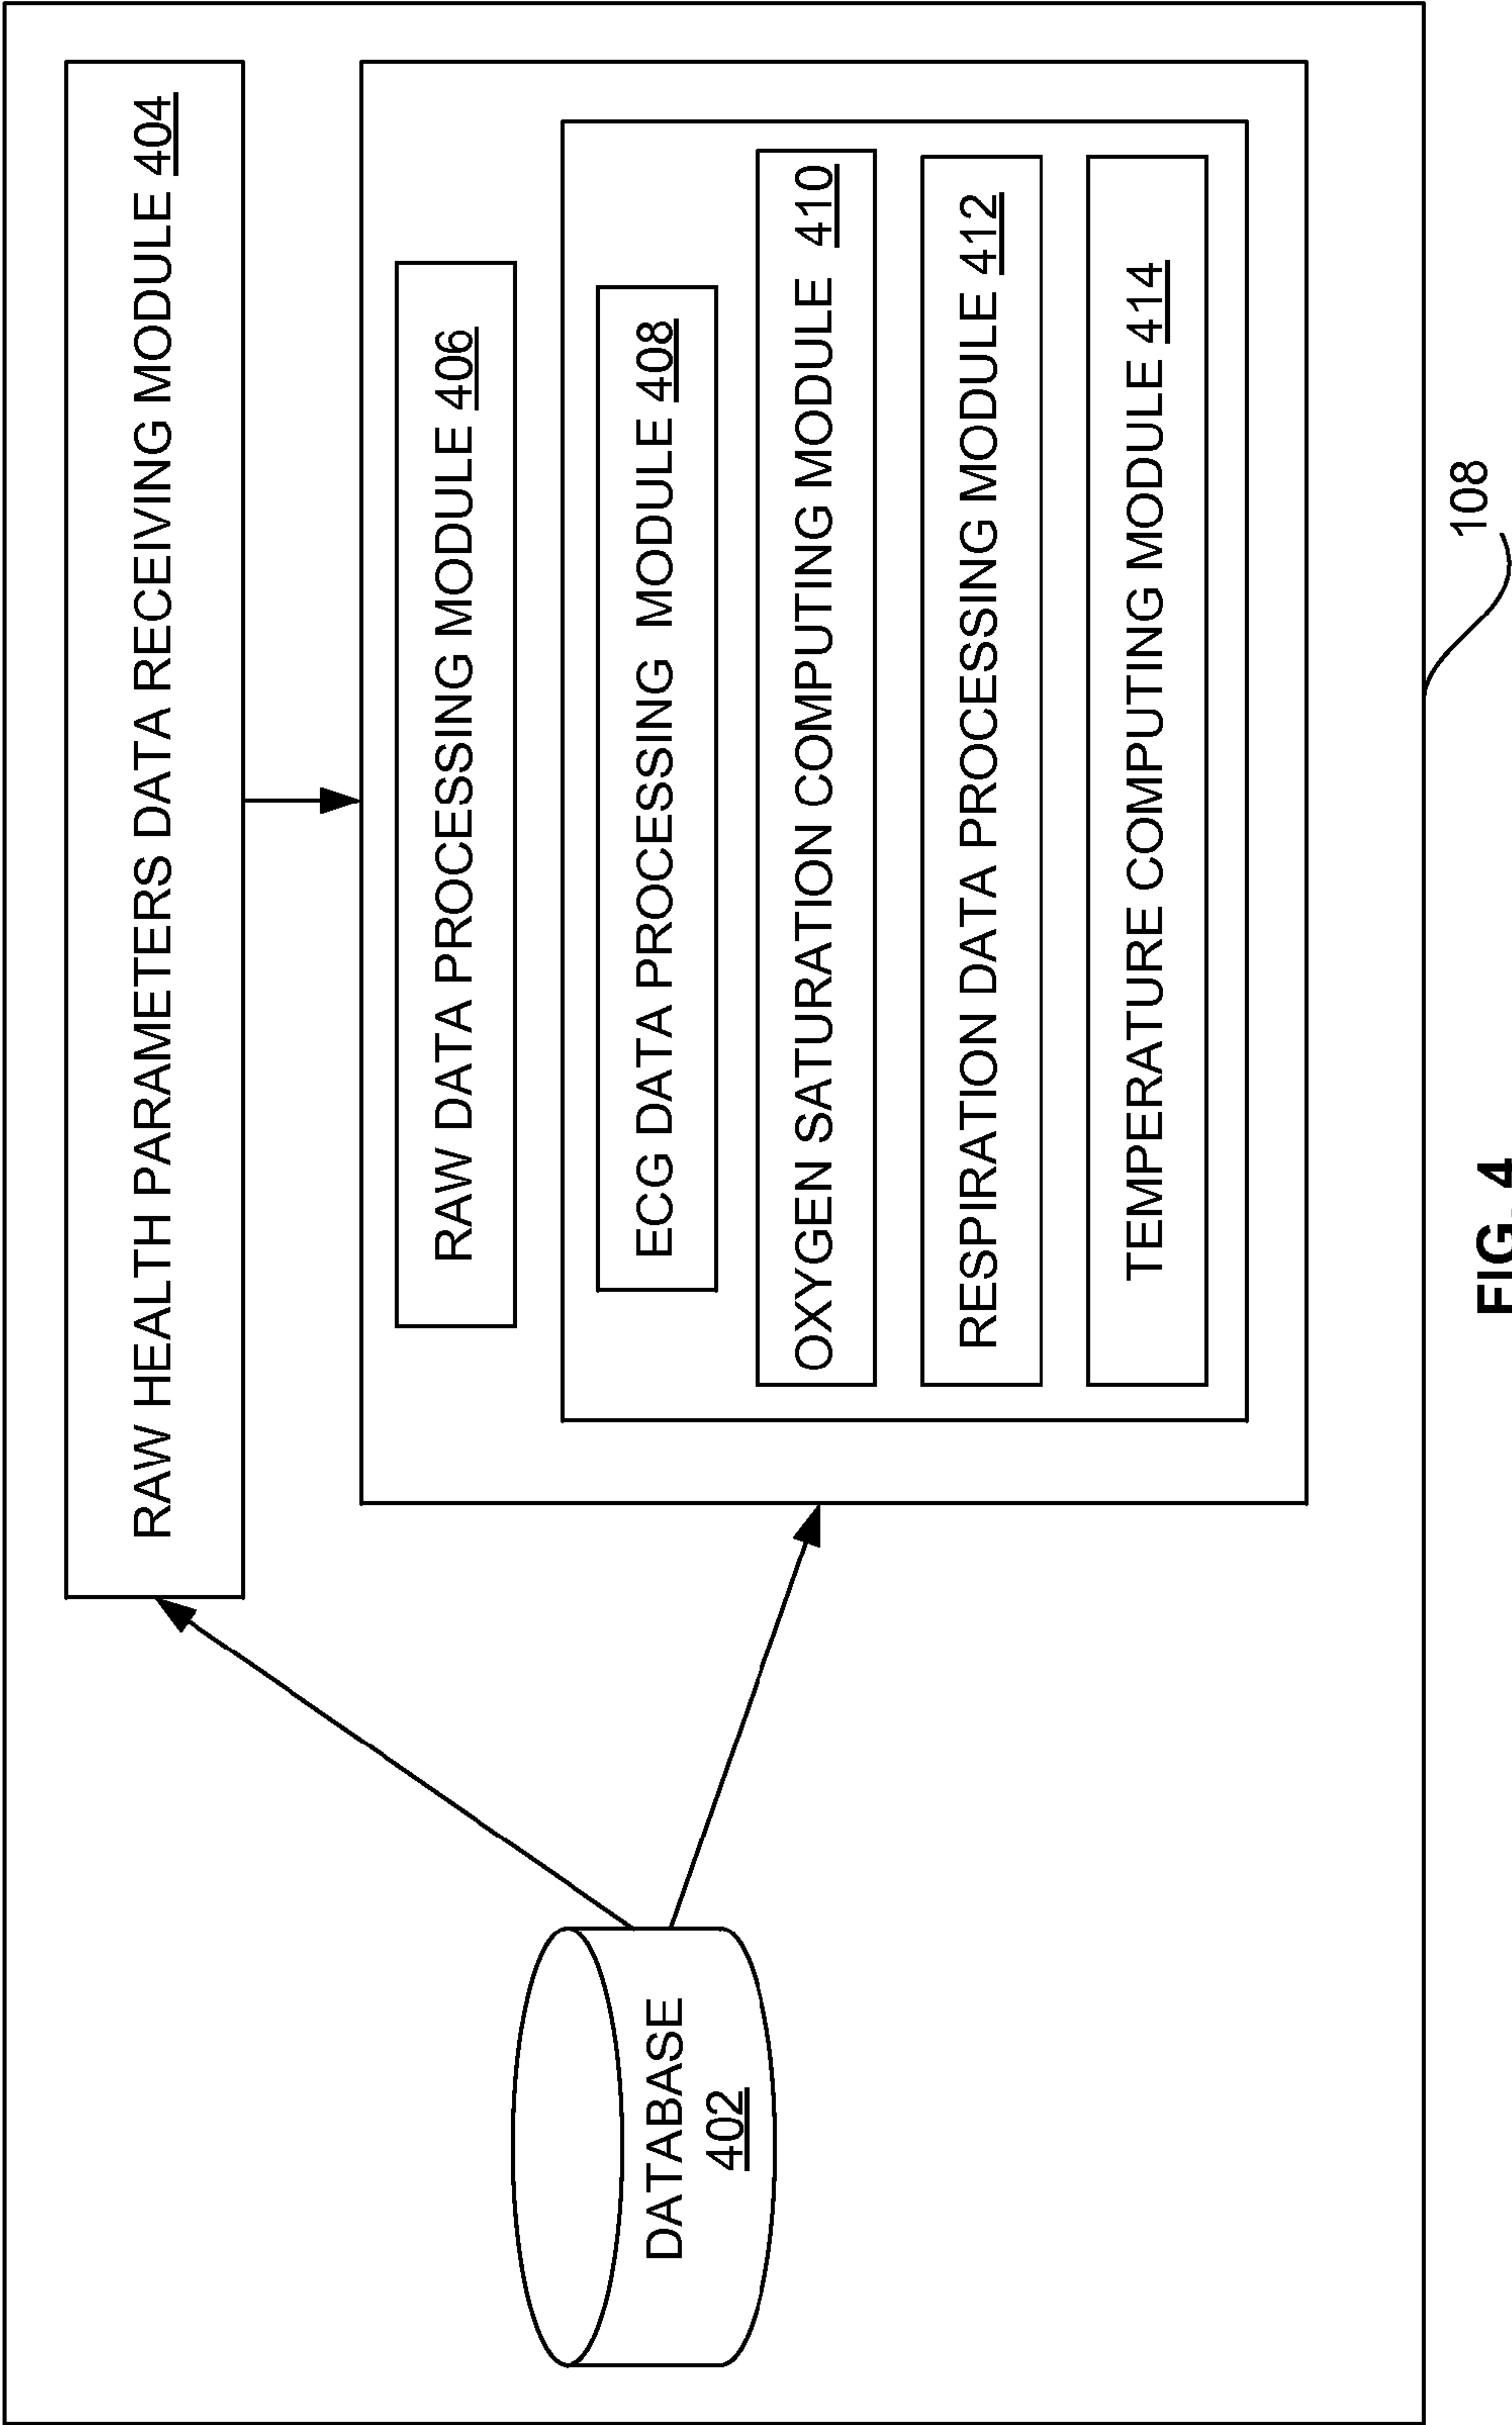 RAW HEALTH PARAMETERS DATA RECEIVING MODULE 404
RAW DATA PROCESSING MODULE 406
ECG DATA PROCESSING MODULE 408
OXYGEN SATURATION COMPUTING MODULE 410
RESPIRATION DATA PROCESSING MODULE 412
TEMPERATURE COMPUTING MODULE 414
DATABASE
402
108
FIG. 4